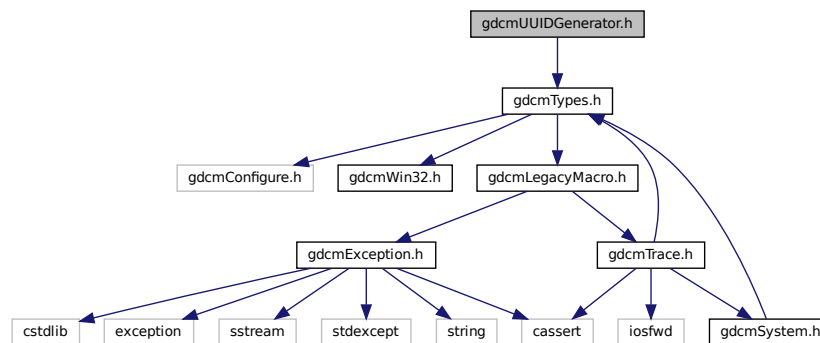 gdcmUUIDGenerator.h
gdcmTypes.h
gdcmConfigure.h
gdcmWin32.h
gdcmLegacyMacro.h
gdcmException.h
gdcmTrace.h
cstdlib
exception
sstream
stdexcept
string
cassert
iosfwd
gdcmSystem.h